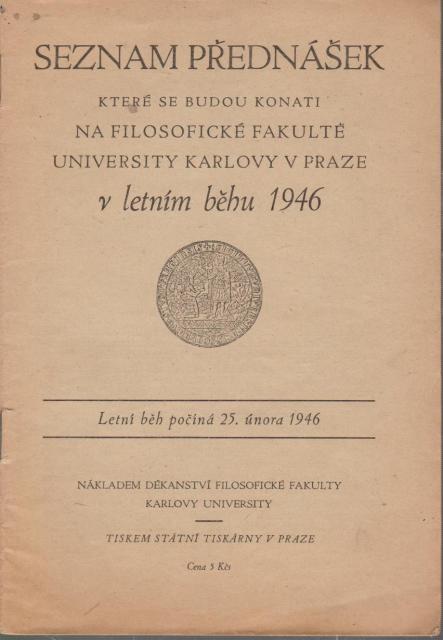 SEZNAM PŘEDNÁŠEK
KTERÉ SE BUDOU KONATI
NA FILOSOFICKÉ FAKULTĚ
UNIVERSITY KARLOVY V PRAZE
v letním běhu 1946
Letní běh počíná 25. února 1946
NÁKLADEM DĚKANSTVÍ FILOSOFICKÉ FAKULTY
KARLOVY UNIVERSITY
TISKEM STÁTNÍ TISKÁRNY V PRAZE
Cena 5 Kčs